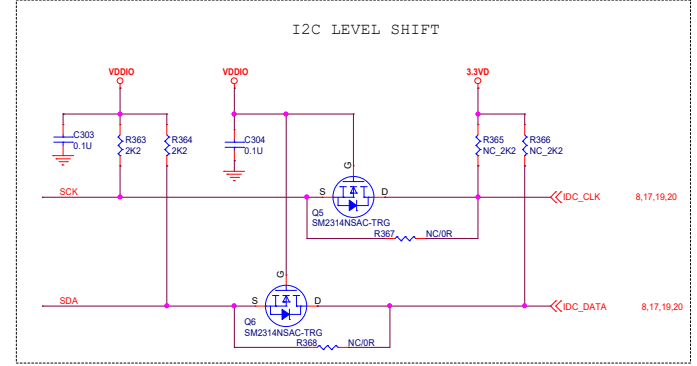 I2C LEVEL SHIFT
VDDIO
VDDIO
3.3VD
C303
0.1U
R363
2K2
R364
2K2
C304
0.1U
R365
NC_2K2
R366
NC_2K2
G
SCK
S
D
IDC_CLK
8,17,19,20
Q5
SM2314NSAC-TRG
R367
NC/0R
G
SDA
S
D
IDC_DATA
8,17,19,20
Q6
SM2314NSAC-TRG
R368
NC/0R